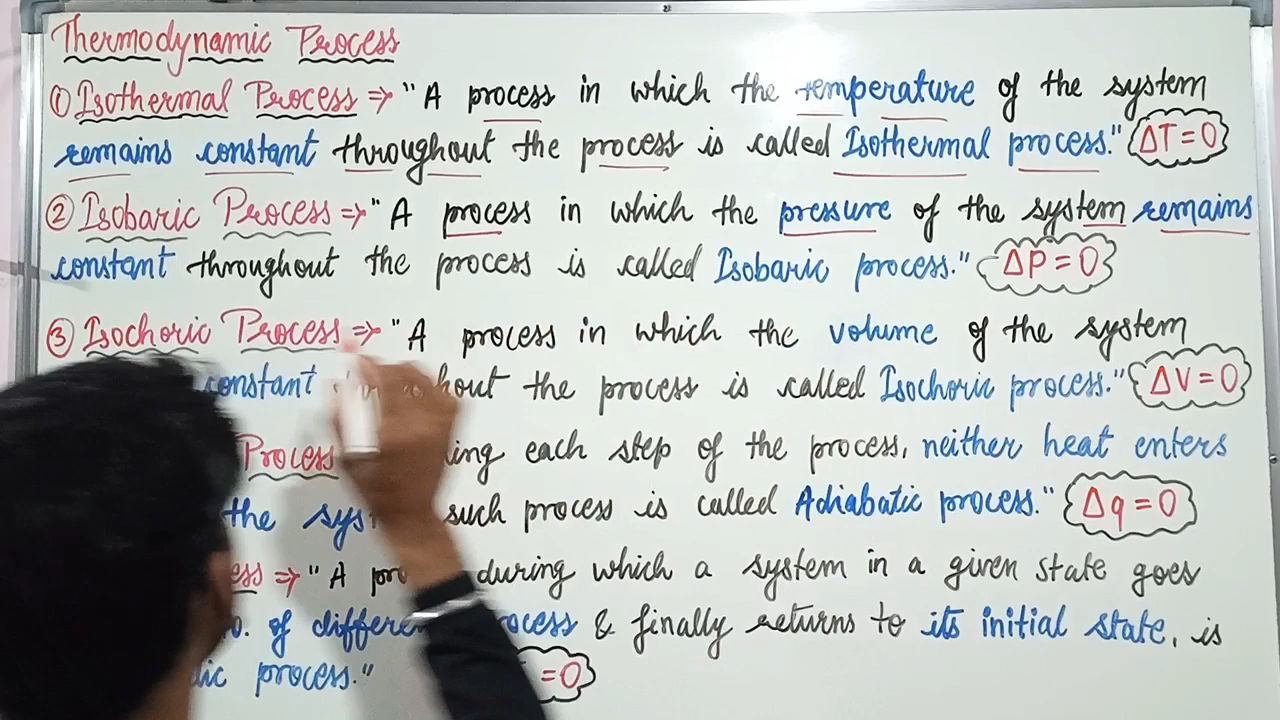 Thermodynamic Process
① Isothermal Process ⇒ "A process in which the temperature of the system
remains constant throughout the process is called Isothermal process." ΔT=0
② Isobaric Process ⇒ "A process in which the pressure of the system remains
constant throughout the process is called Isobaric process." ΔP=0
③ Isochoric Process ⇒ "A process in which the volume of the system
constant the process is called Isochoric process." ΔV=0
Process each step of the process, neither heat enters
the such process is called Adiabatic process." Δq=0
⇒ "A during which a system in a given state goes
of & finally returns to its initial state, is
process." =0